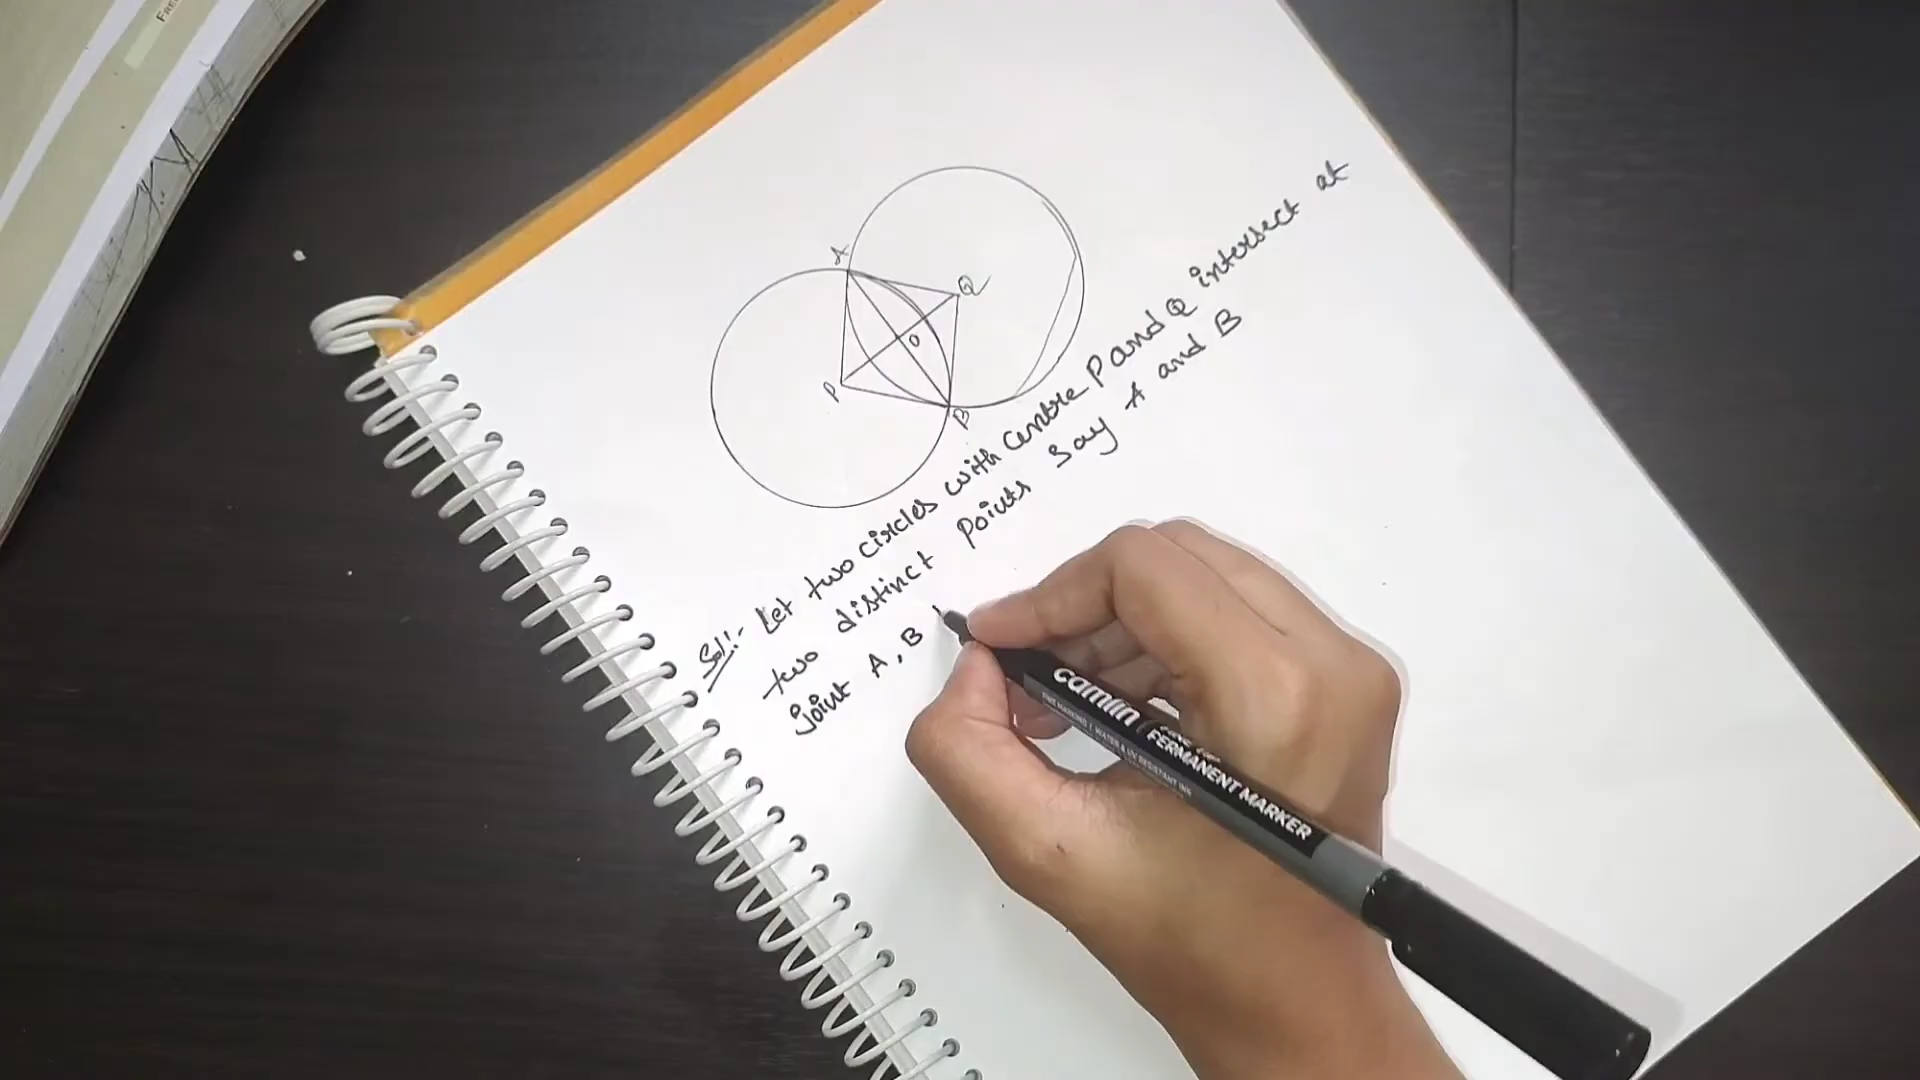 A
Q
O
P
B
Sol!:- Let two circles with centre P and Q intersect at
two distinct points say A and B
joint A, B
camlin
PERMANENT MARKER